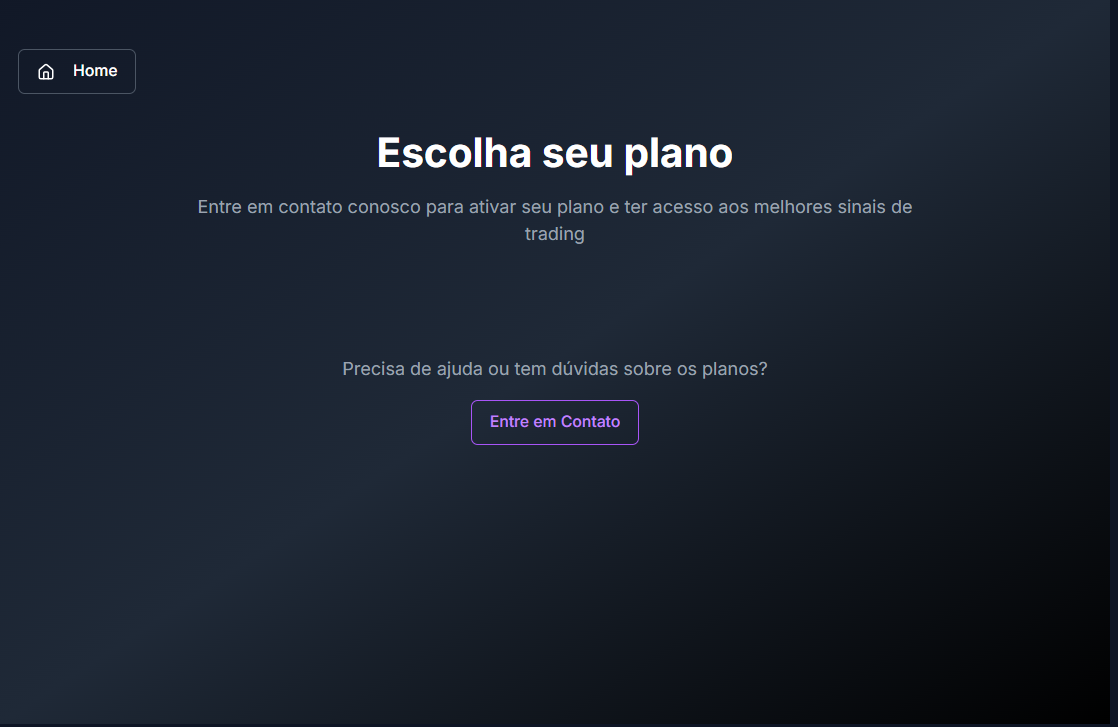 Home
Escolha seu plano
Entre em contato conosco para ativar seu plano e ter acesso aos melhores sinais de
trading
Precisa de ajuda ou tem dúvidas sobre os planos?
Entre em Contato